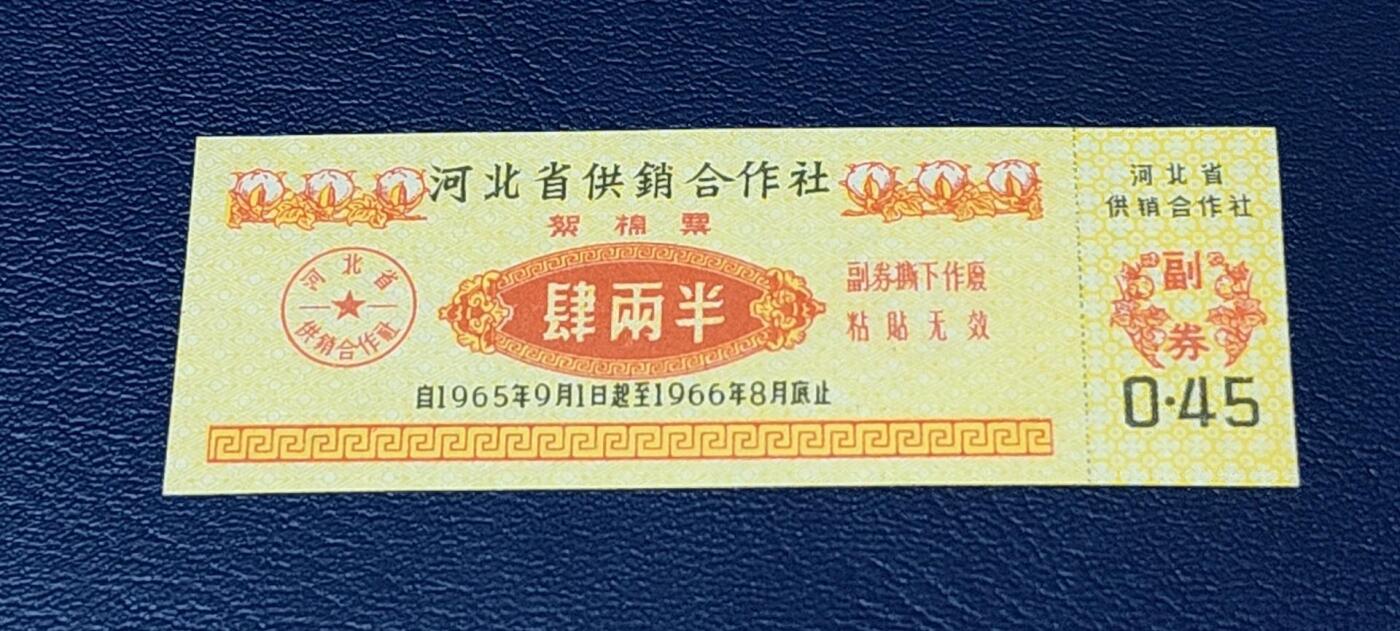 河北省供銷合作社
絮棉票
河北省
供销合作社
肆兩半
副券撕下作废
粘貼无效
自1965年9月1日起至1966年8月底止
河北省
供销合作社
副
券
0·45